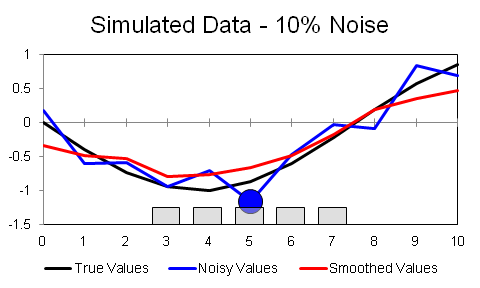 Simulated Data - 10% Noise
1
0.5
0
-0.5
-1
-1.5
0 1 2 3 4 5 6 7 8 9 10
True Values Noisy Values Smoothed Values